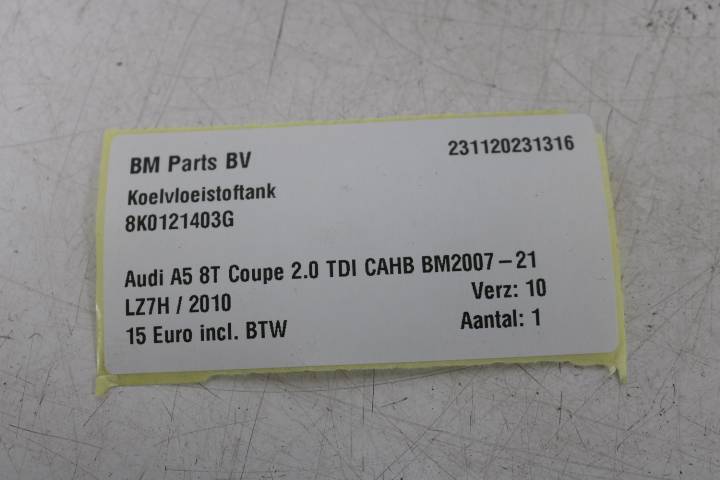 BM Parts BV 231120231316
Koelvloeistoftank
8K0121403G
Audi A5 8T Coupe 2.0 TDI CAHB BM2007-21
LZ7H / 2010 Verz: 10
15 Euro incl. BTW Aantal: 1